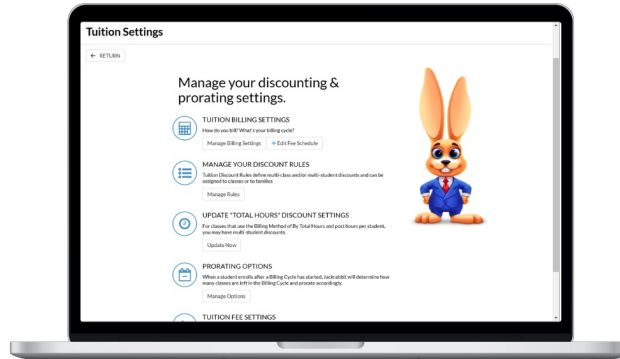 Tuition Settings
← RETURN
Manage your discounting &
prorating settings.
TUITION BILLING SETTINGS
How do you bill? What's your billing cycle?
Manage Billing Settings + Edit Fee Schedule
MANAGE YOUR DISCOUNT RULES
Tuition Discount Rules define multi-class and/or multi-student discounts and can be
assigned to classes or to families
Manage Rules
UPDATE "TOTAL HOURS" DISCOUNT SETTINGS
For classes that use the Billing Method of By Total Hours and post hours per student,
you may have multi-student discounts.
Update Now
PRORATING OPTIONS
When a student enrolls after a Billing Cycle has started, Jackrabbit will determine how
many classes are left in the Billing Cycle and prorate accordingly.
Manage Options
TUITION FEE SETTINGS